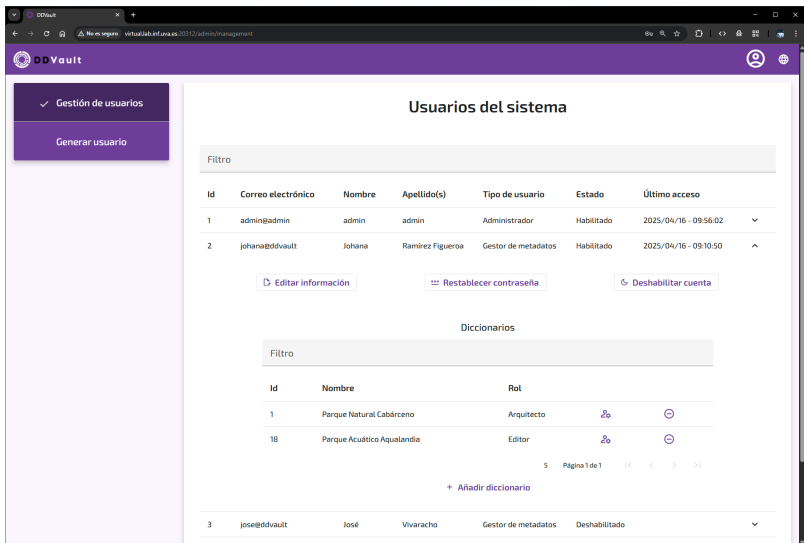 DDVault
No es seguro virtual.lab.inf.uva.es:20312/admin/management
DDVault
Gestión de usuarios
Generar usuario
Usuarios del sistema
Filtro
Id Correo electrónico Nombre Apellido(s) Tipo de usuario Estado Último acceso
1 admin@admin admin admin Administrador Habilitado 2025/04/16 - 09:56:02
2 johana@ddvault Johana Ramírez Figueroa Gestor de metadatos Habilitado 2025/04/16 - 09:10:50
Editar información Restablecer contraseña Deshabilitar cuenta
Diccionarios
Filtro
Id Nombre Rol
1 Parque Natural Cabárceno Arquitecto
18 Parque Acuático Aqualandia Editor
5 Página 1 de 1
+ Añadir diccionario
3 jose@ddvault José Vivaracho Gestor de metadatos Deshabilitado